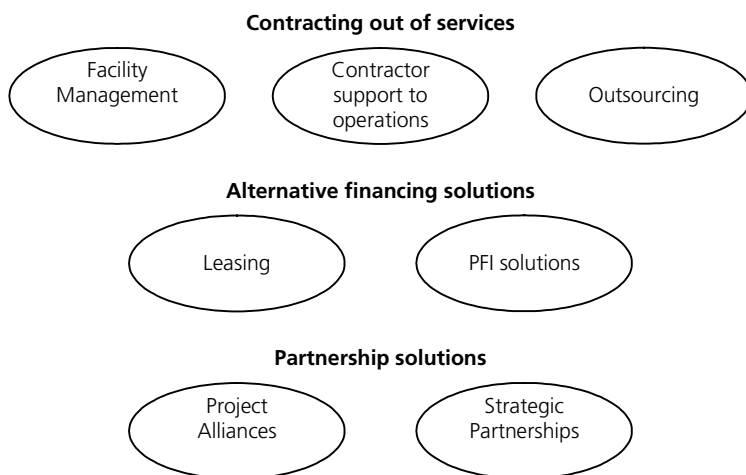 Contracting out of services
Facility
Management
Contractor
support to
operations
Outsourcing
Alternative financing solutions
Leasing
PFI solutions
Partnership solutions
Project
Alliances
Strategic
Partnerships